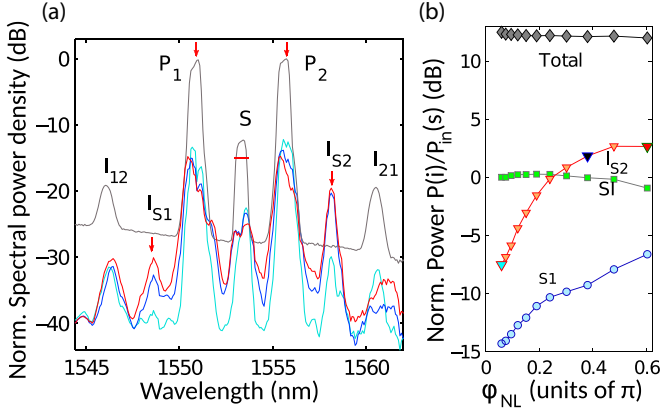 (a)
Norm. Spectral power density (dB)
0
−10
−20
−30
−40
P1
P2
S
I12
IS1
IS2
I21
1545
1550
1555
1560
Wavelength (nm)
(b)
Norm. Power P(i)/Pin(s) (dB)
10
5
0
−5
−10
−15
Total
IS2
SI
S1
0
0.2
0.4
0.6
φNL (units of π)